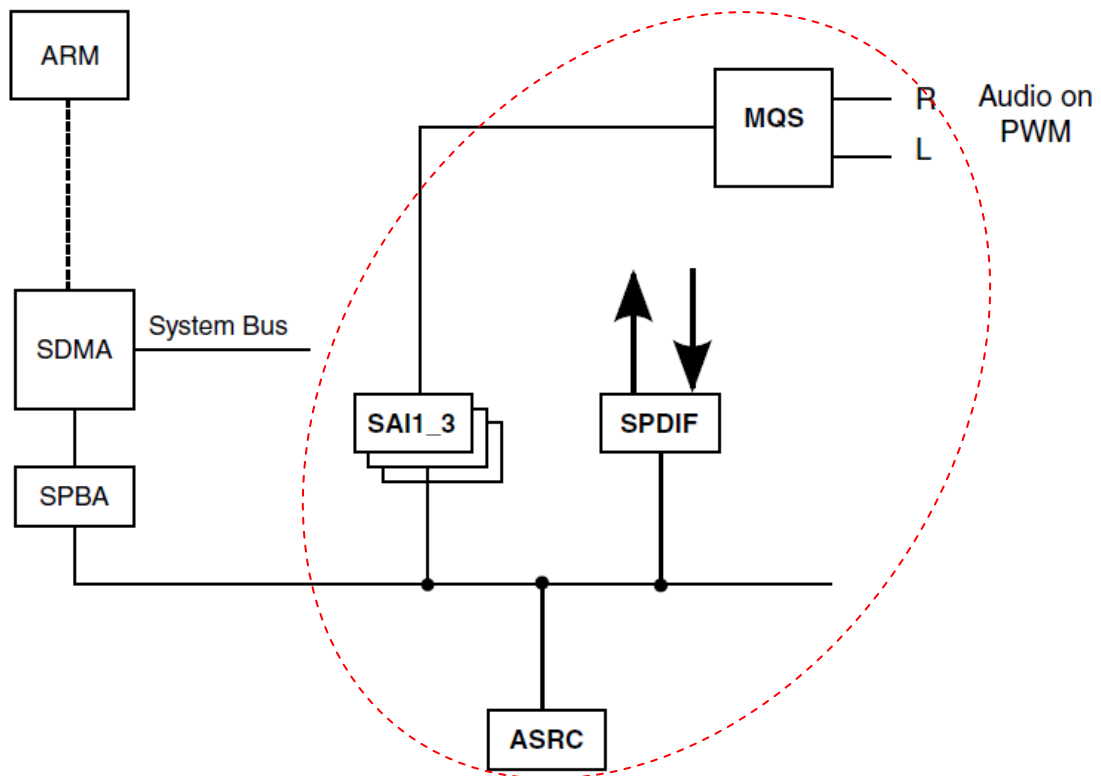 ARM
MQS
R
L
Audio on
PWM
System Bus
SDMA
SAI1_3
SPDIF
SPBA
ASRC